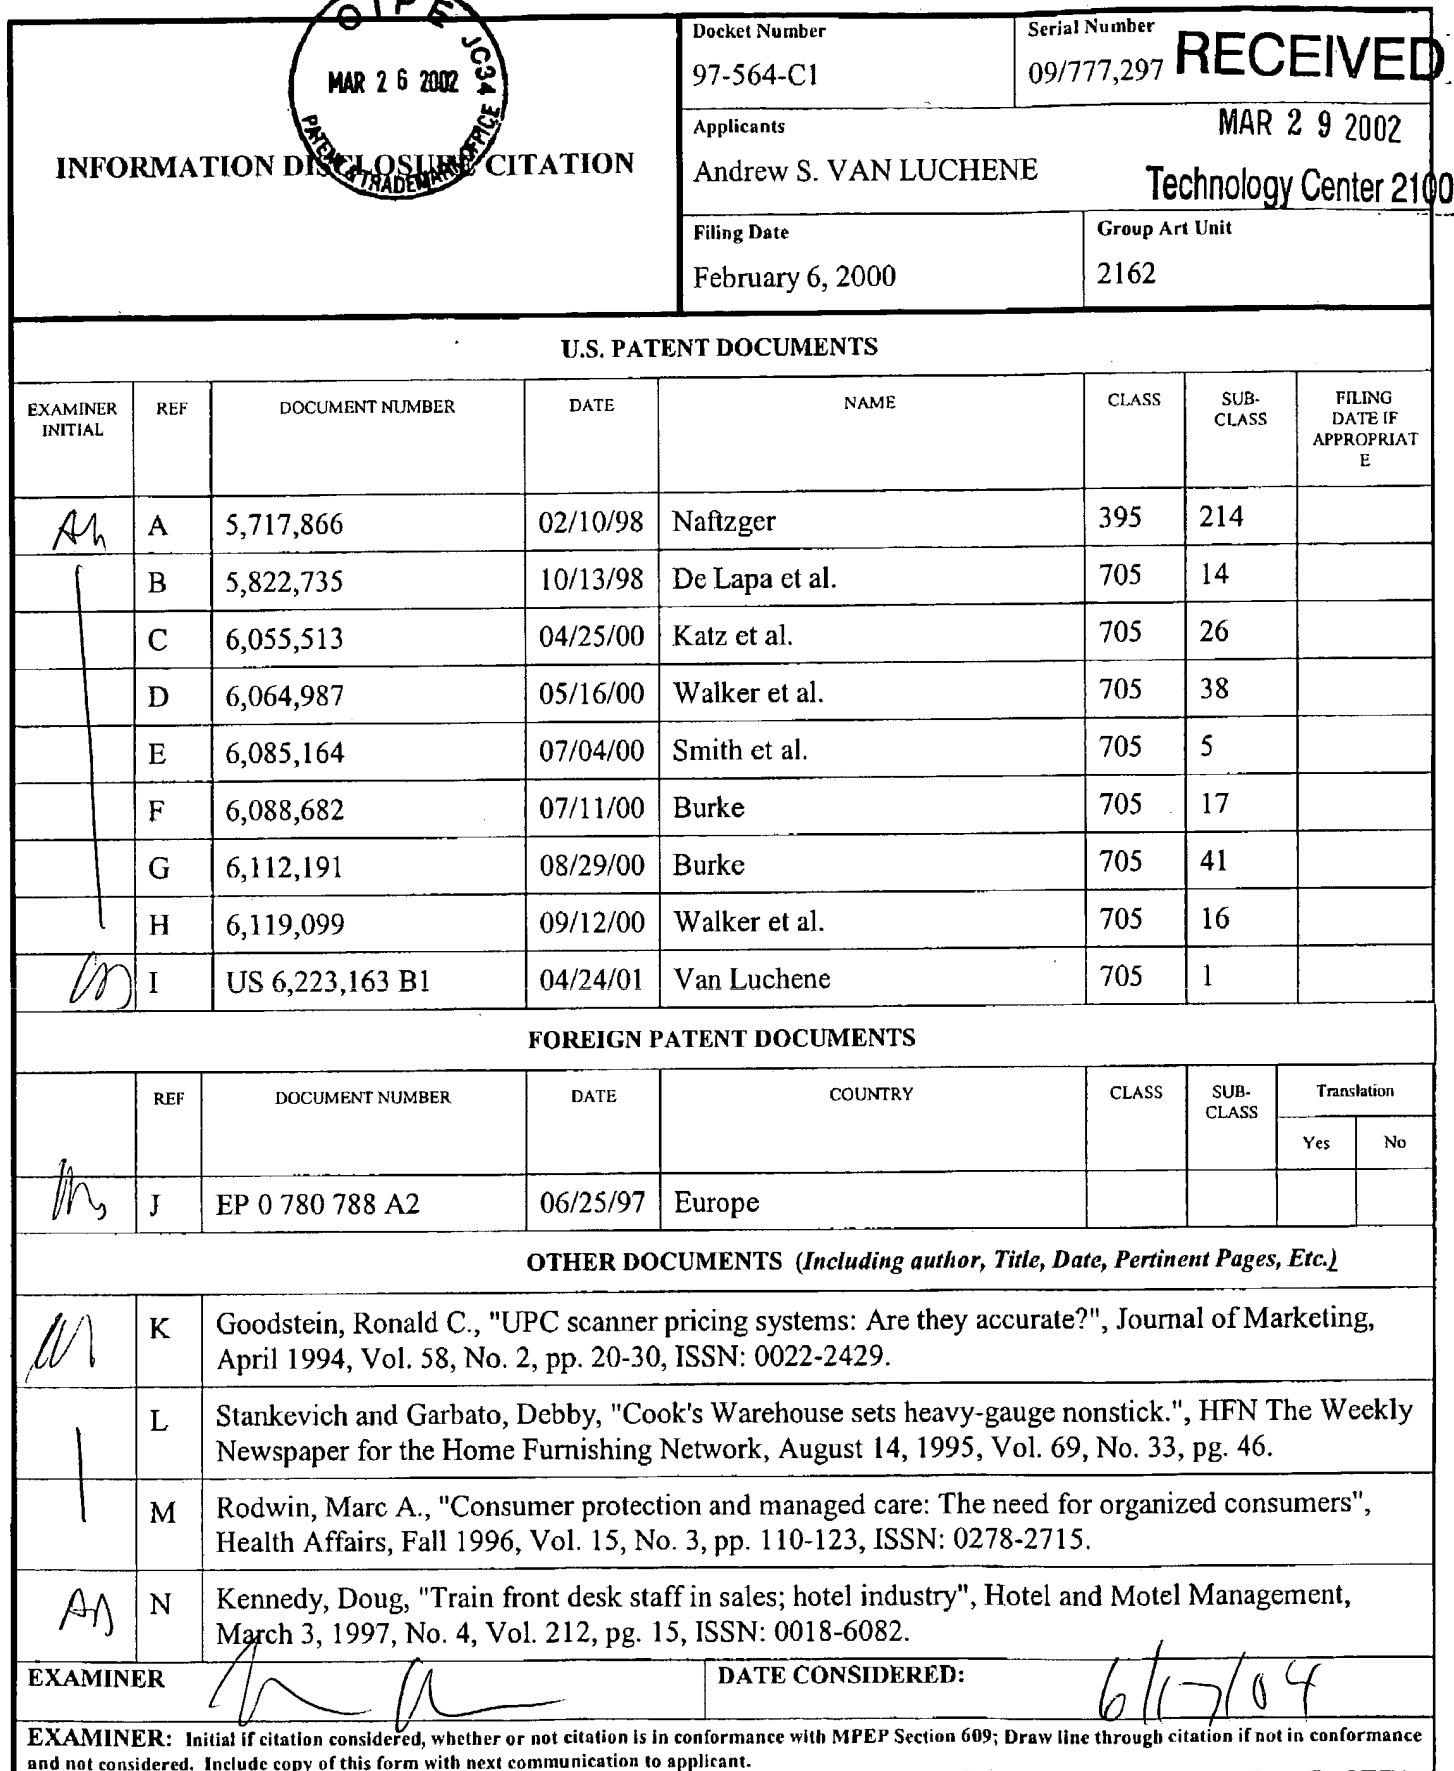 OIPE JC34
MAR 26 2002
PATENT & TRADEMARK OFFICE
INFORMATION DISCLOSURE CITATION
Docket Number
97-564-C1
Serial Number
09/777,297
RECEIVED
MAR 29 2002
Technology Center 2100
Applicants
Andrew S. VAN LUCHENE
Filing Date
February 6, 2000
Group Art Unit
2162
U.S. PATENT DOCUMENTS
EXAMINER INITIAL REF DOCUMENT NUMBER DATE NAME CLASS SUB-CLASS FILING DATE IF APPROPRIATE
A 5,717,866 02/10/98 Naftzger 395 214
B 5,822,735 10/13/98 De Lapa et al. 705 14
C 6,055,513 04/25/00 Katz et al. 705 26
D 6,064,987 05/16/00 Walker et al. 705 38
E 6,085,164 07/04/00 Smith et al. 705 5
F 6,088,682 07/11/00 Burke 705 17
G 6,112,191 08/29/00 Burke 705 41
H 6,119,099 09/12/00 Walker et al. 705 16
I US 6,223,163 B1 04/24/01 Van Luchene 705 1
FOREIGN PATENT DOCUMENTS
REF DOCUMENT NUMBER DATE COUNTRY CLASS SUB-CLASS Translation
Yes No
J EP 0 780 788 A2 06/25/97 Europe
OTHER DOCUMENTS (Including author, Title, Date, Pertinent Pages, Etc.)
K Goodstein, Ronald C., "UPC scanner pricing systems: Are they accurate?", Journal of Marketing,
April 1994, Vol. 58, No. 2, pp. 20-30, ISSN: 0022-2429.
L Stankevich and Garbato, Debby, "Cook's Warehouse sets heavy-gauge nonstick.", HFN The Weekly
Newspaper for the Home Furnishing Network, August 14, 1995, Vol. 69, No. 33, pg. 46.
M Rodwin, Marc A., "Consumer protection and managed care: The need for organized consumers",
Health Affairs, Fall 1996, Vol. 15, No. 3, pp. 110-123, ISSN: 0278-2715.
N Kennedy, Doug, "Train front desk staff in sales; hotel industry", Hotel and Motel Management,
March 3, 1997, No. 4, Vol. 212, pg. 15, ISSN: 0018-6082.
EXAMINER
DATE CONSIDERED: 6/17/04
EXAMINER: Initial if citation considered, whether or not citation is in conformance with MPEP Section 609; Draw line through citation if not in conformance
and not considered. Include copy of this form with next communication to applicant.